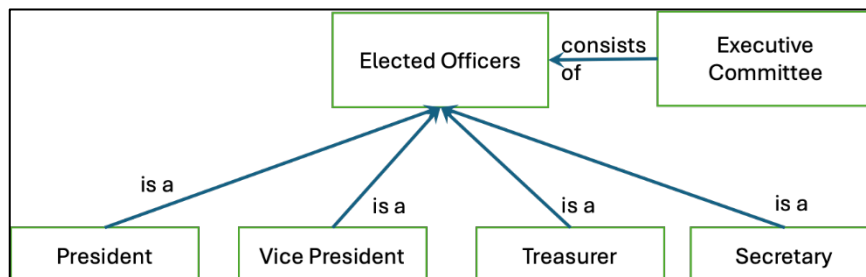 Elected Officers
consists
of
Executive
Committee
is a
is a
is a
is a
President
Vice President
Treasurer
Secretary